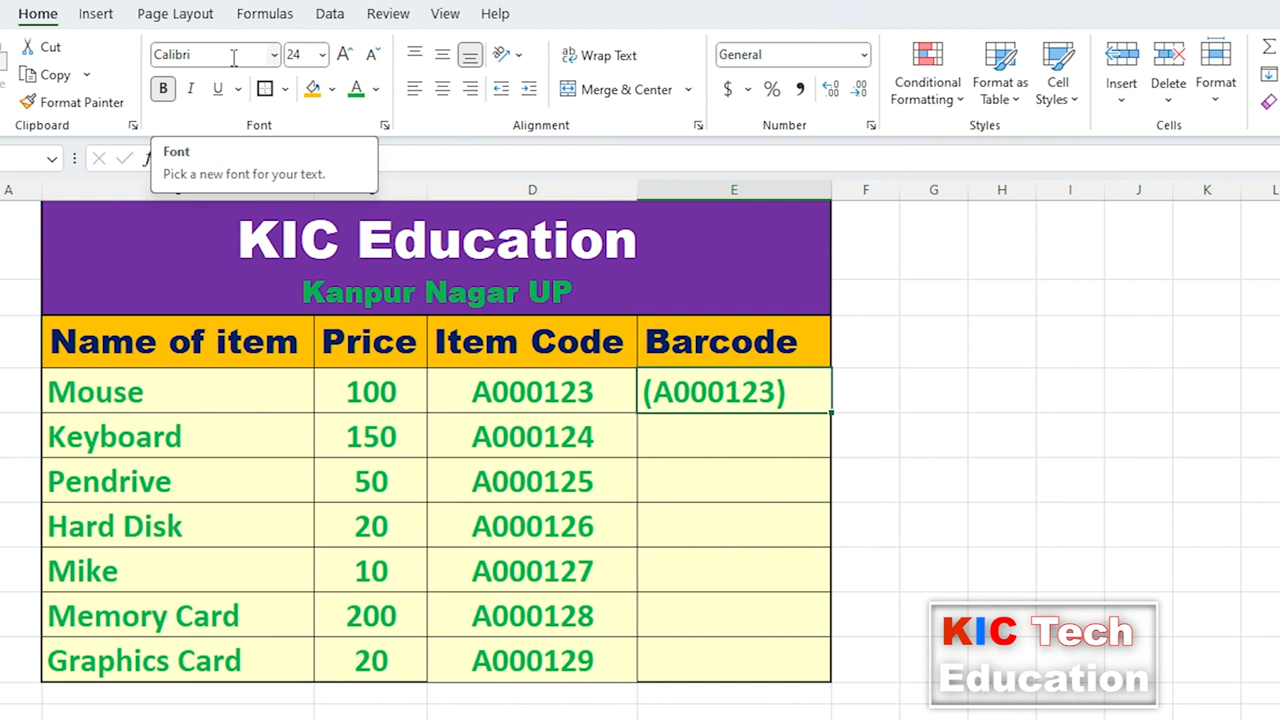 Home Insert Page Layout Formulas Data Review View Help
Cut
Copy
Format Painter
Clipboard
Calibri 24
B I U A
Font
Wrap Text
Merge & Center
Alignment
General
$ % ,
Number
Conditional Formatting
Format as Table
Cell Styles
Styles
Insert Delete Format
Cells
Font
Pick a new font for your text.
A D E F G H I J K L
KIC Education
Kanpur Nagar UP
Name of item Price Item Code Barcode
Mouse 100 A000123 (A000123)
Keyboard 150 A000124
Pendrive 50 A000125
Hard Disk 20 A000126
Mike 10 A000127
Memory Card 200 A000128
Graphics Card 20 A000129
KIC Tech
Education